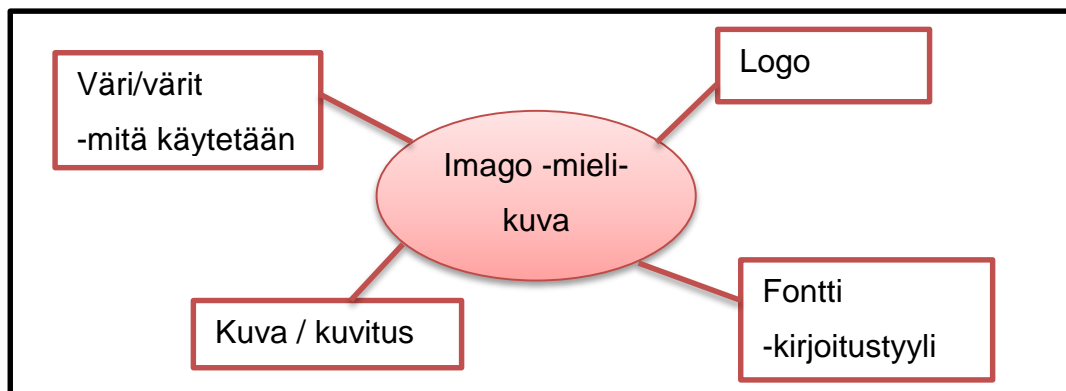 Väri/värit
-mitä käytetään
Logo
Imago -mieli-
kuva
Kuva / kuvitus
Fontti
-kirjoitustyyli